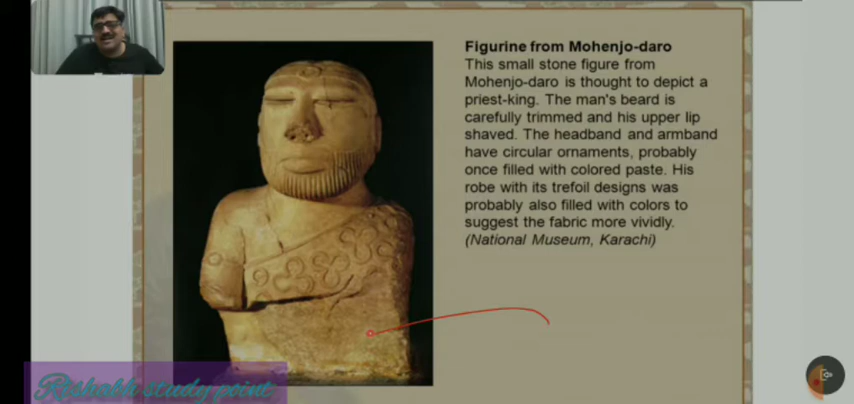 Figurine from Mohenjo-daro
This small stone figure from
Mohenjo-daro is thought to depict a
priest-king. The man's beard is
carefully trimmed and his upper lip
shaved. The headband and armband
have circular ornaments, probably
once filled with colored paste. His
robe with its trefoil designs was
probably also filled with colors to
suggest the fabric more vividly.
(National Museum, Karachi)
Rishabh study point